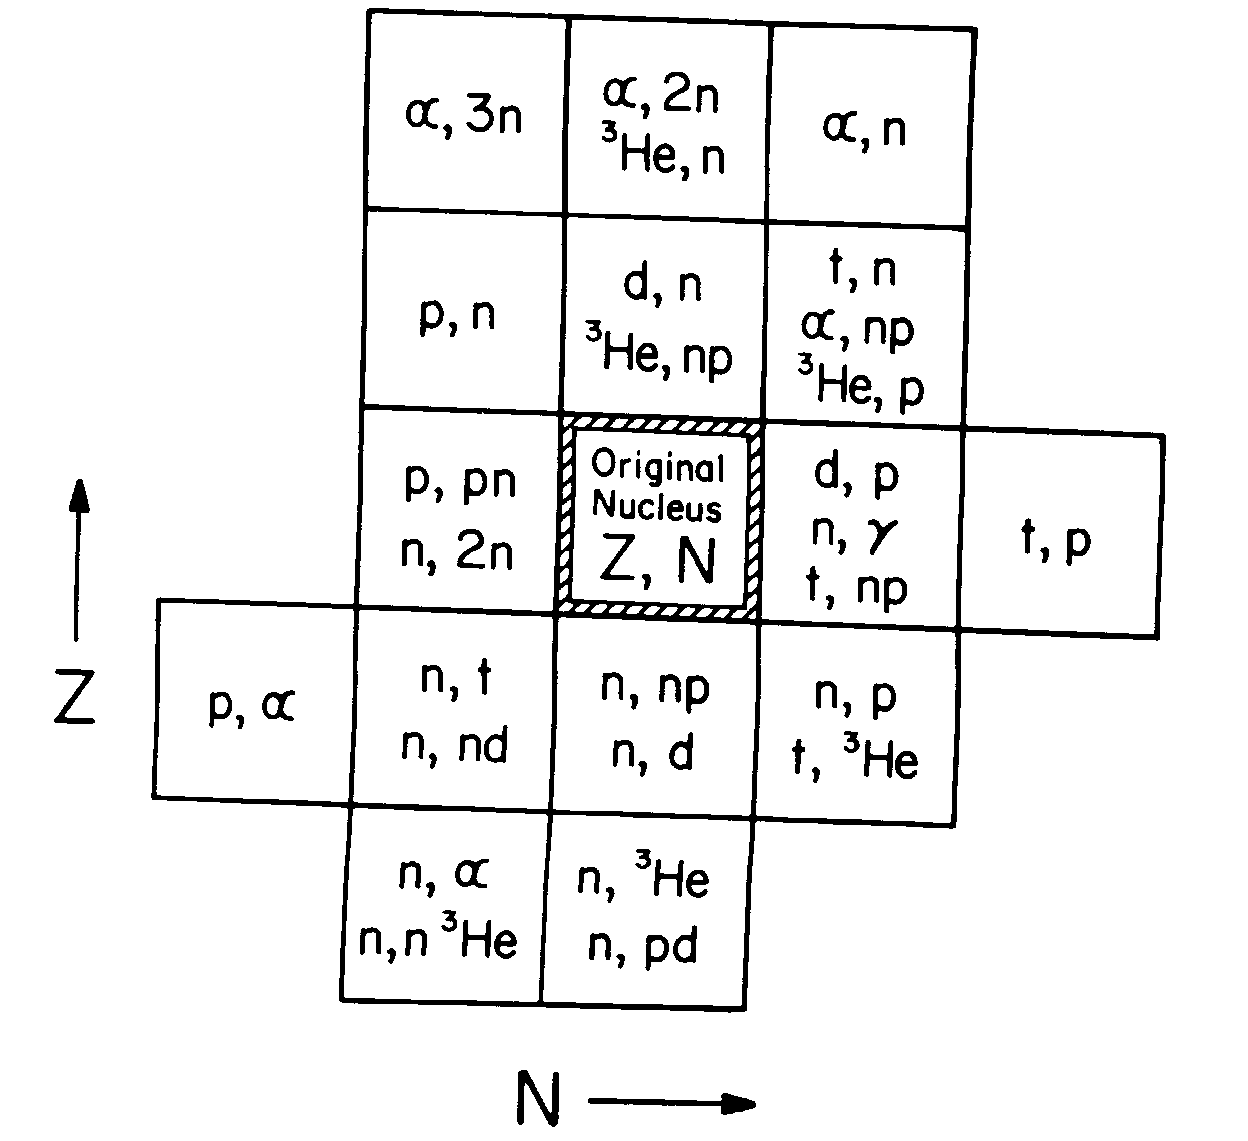 α, 3n
α, 2n
³He, n
α, n
p, n
d, n
³He, np
t, n
α, np
³He, p
p, pn
n, 2n
Original
Nucleus
Z, N
d, p
n, γ
t, np
t, p
Z
p, α
n, t
n, nd
n, np
n, d
n, p
t, ³He
n, α
n, n ³He
n, ³He
n, pd
N